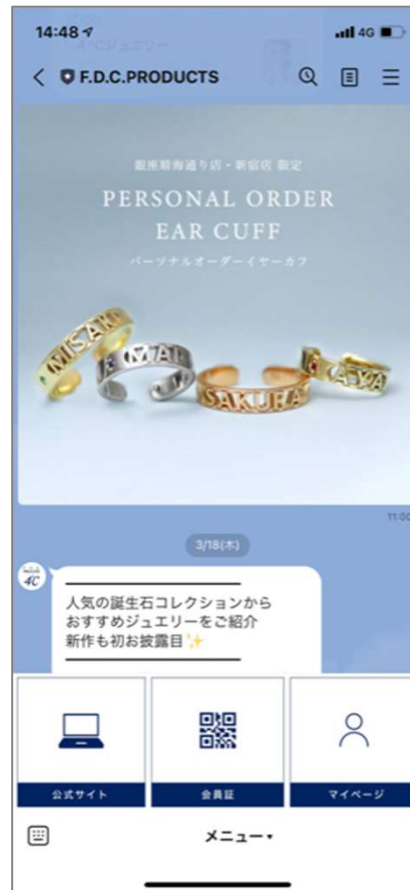 14:48
4G
F.D.C.PRODUCTS
銀座晴海通り店・新宿店 限定
PERSONAL ORDER
EAR CUFF
パーソナルオーダーイヤーカフ
MISAKI
SAKURA
AYA
11:00
3/18(木)
4℃
人気の誕生石コレクションから
おすすめジュエリーをご紹介
新作も初お披露目✨
公式サイト
会員証
マイページ
メニュー▾